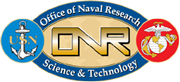 Office of Naval Research
ONR
Science & Technology